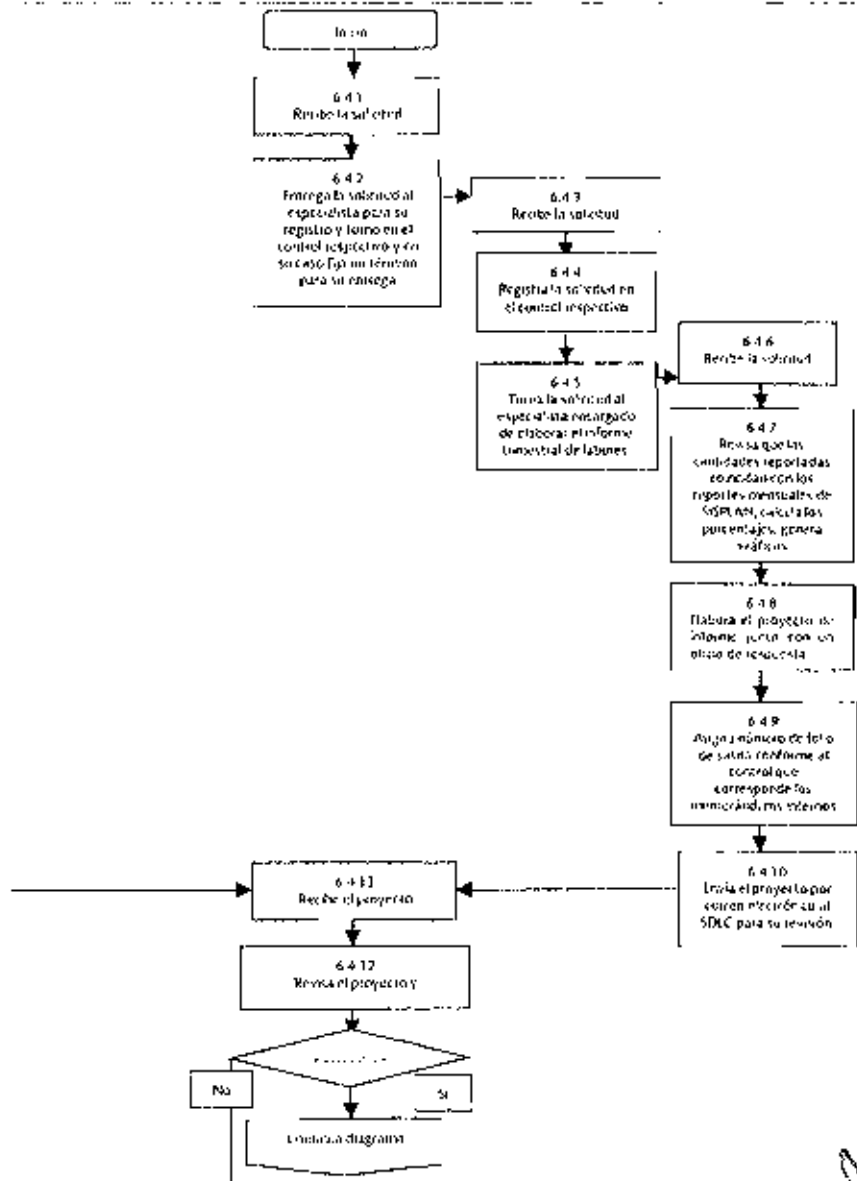 Inicio
6.4.1
Recibe la solicitud
6.4.2
Entrega la solicitud al
especialista para su
registro y turno en el
control respectivo y en
su caso fija un término
para su entrega
6.4.3
Recibe la solicitud
6.4.4
Registra la solicitud en
el control respectivo
6.4.5
Turna la solicitud al
especialista encargado
de elaborar el informe
trimestral de labores
6.4.6
Recibe la solicitud
6.4.7
Revisa que las
cantidades reportadas
coincidan con los
reportes mensuales de
calcula los
porcentajes, genera
gráficos
6.4.8
Elabora el proyecto de
informe junto con un
oficio de respuesta
6.4.9
Asigna número de folio
de salida conforme al
control que
corresponde los
memorándums internos
6.4.10
Envía el proyecto por
correo electrónico al
SDLC para su revisión
6.4.11
Recibe el proyecto
6.4.12
Revisa el proyecto y
No
Si
Continúa diagrama